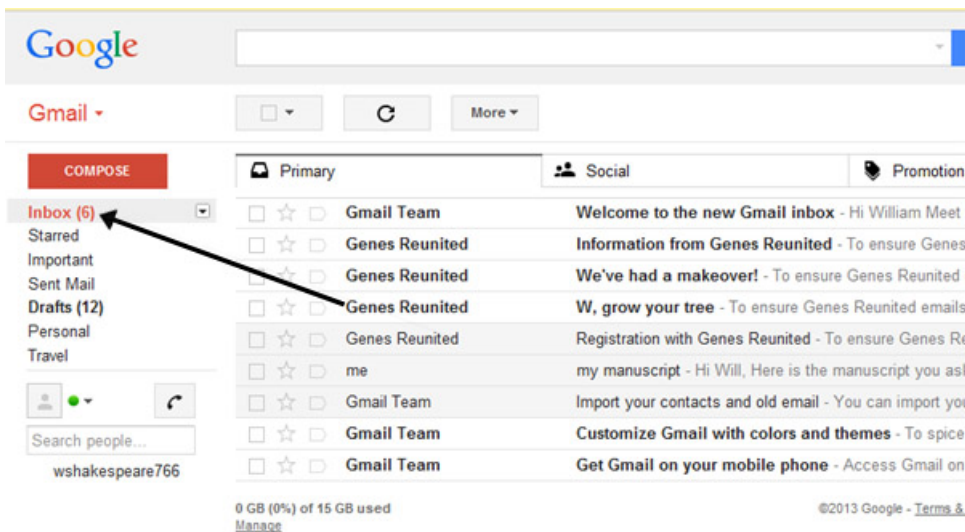 Google
Gmail
More
COMPOSE
Primary Social Promotion
Inbox (6)
Starred
Important
Sent Mail
Drafts (12)
Personal
Travel
Search people...
wshakespeare766
Gmail Team Welcome to the new Gmail inbox - Hi William Meet
Genes Reunited Information from Genes Reunited - To ensure Genes
Genes Reunited We've had a makeover! - To ensure Genes Reunited
Genes Reunited W, grow your tree - To ensure Genes Reunited emails
Genes Reunited Registration with Genes Reunited - To ensure Genes Re
me my manuscript - Hi Will, Here is the manuscript you asl
Gmail Team Import your contacts and old email - You can import you
Gmail Team Customize Gmail with colors and themes - To spice
Gmail Team Get Gmail on your mobile phone - Access Gmail on
0 GB (0%) of 15 GB used ©2013 Google - Terms &
Manage